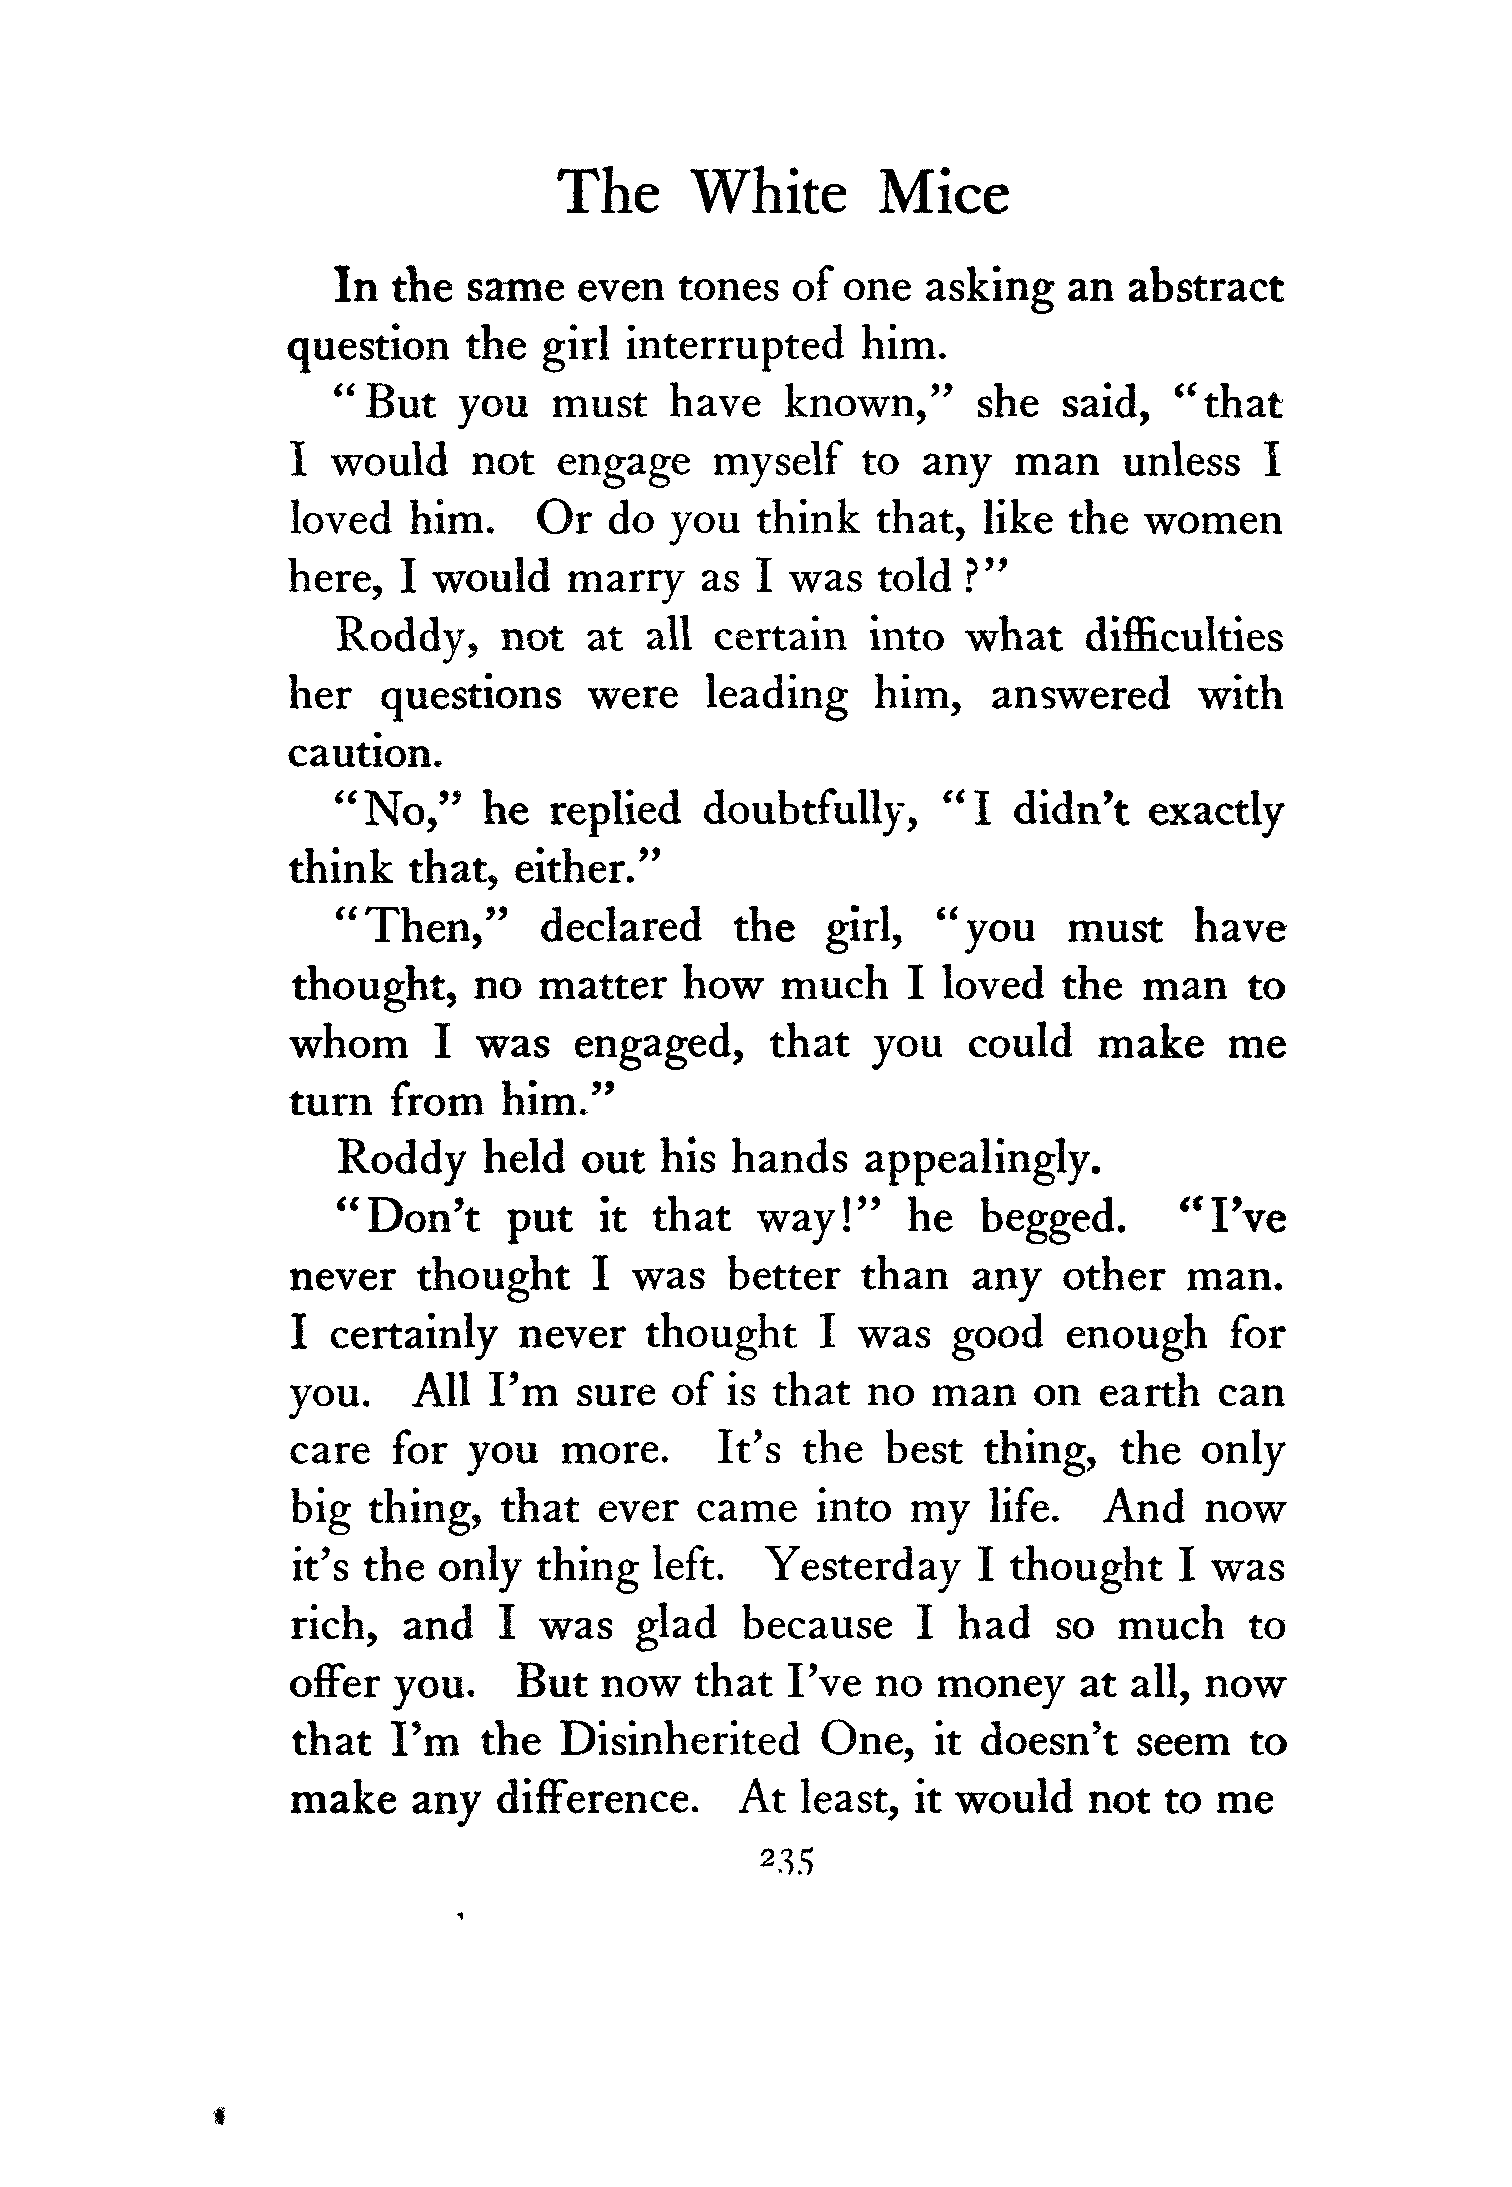 The White Mice
In the same even tones of one asking an abstract
question the girl interrupted him.
"But you must have known," she said, "that
I would not engage myself to any man unless I
loved him. Or do you think that, like the women
here, I would marry as I was told?"
Roddy, not at all certain into what difficulties
her questions were leading him, answered with
caution.
"No," he replied doubtfully, "I didn't exactly
think that, either."
"Then," declared the girl, "you must have
thought, no matter how much I loved the man to
whom I was engaged, that you could make me
turn from him."
Roddy held out his hands appealingly.
"Don't put it that way!" he begged. "I've
never thought I was better than any other man.
I certainly never thought I was good enough for
you. All I'm sure of is that no man on earth can
care for you more. It's the best thing, the only
big thing, that ever came into my life. And now
it's the only thing left. Yesterday I thought I was
rich, and I was glad because I had so much to
offer you. But now that I've no money at all, now
that I'm the Disinherited One, it doesn't seem to
make any difference. At least, it would not to me
235